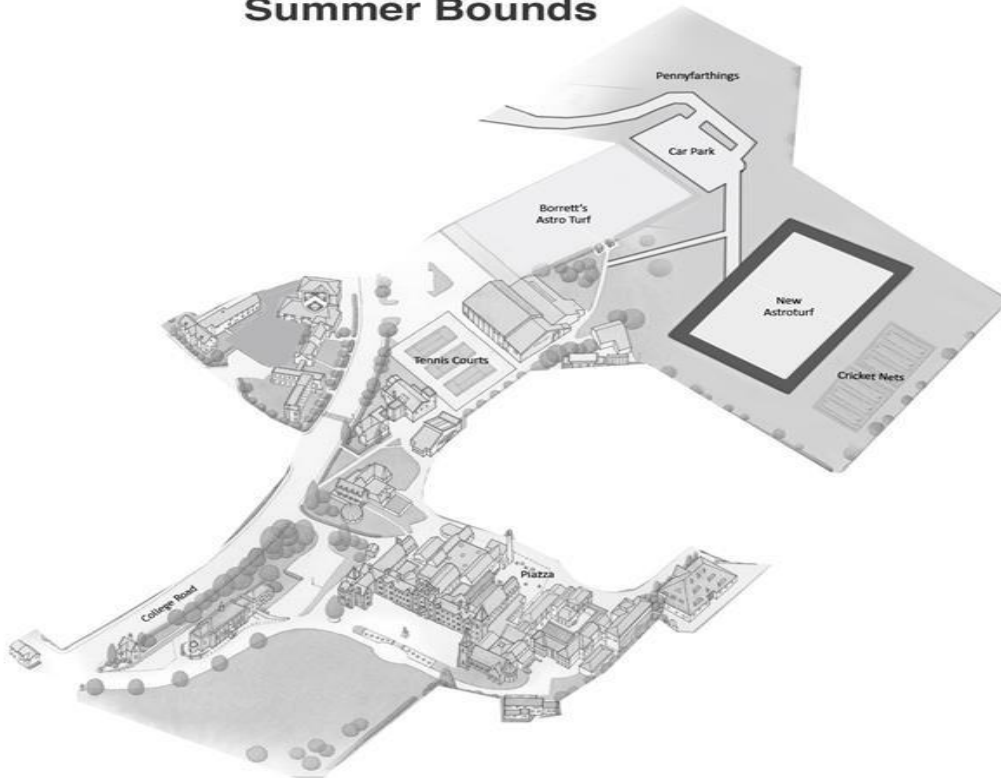 Summer Bounds
Pennyfarthings
Car Park
Borrett's
Astro Turf
New
Astroturf
Tennis Courts
Cricket Nets
Piazza
College Road